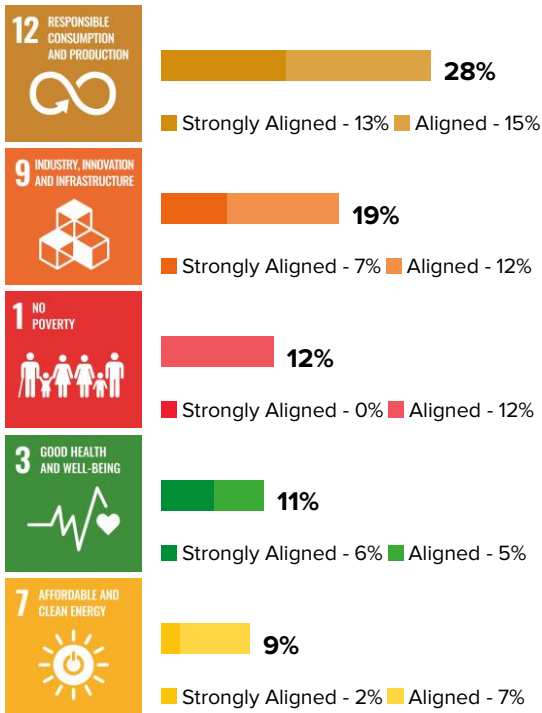 12 RESPONSIBLE
CONSUMPTION
AND PRODUCTION
28%
Strongly Aligned - 13% Aligned - 15%
9 INDUSTRY, INNOVATION
AND INFRASTRUCTURE
19%
Strongly Aligned - 7% Aligned - 12%
1 NO
POVERTY
12%
Strongly Aligned - 0% Aligned - 12%
3 GOOD HEALTH
AND WELL-BEING
11%
Strongly Aligned - 6% Aligned - 5%
7 AFFORDABLE AND
CLEAN ENERGY
9%
Strongly Aligned - 2% Aligned - 7%